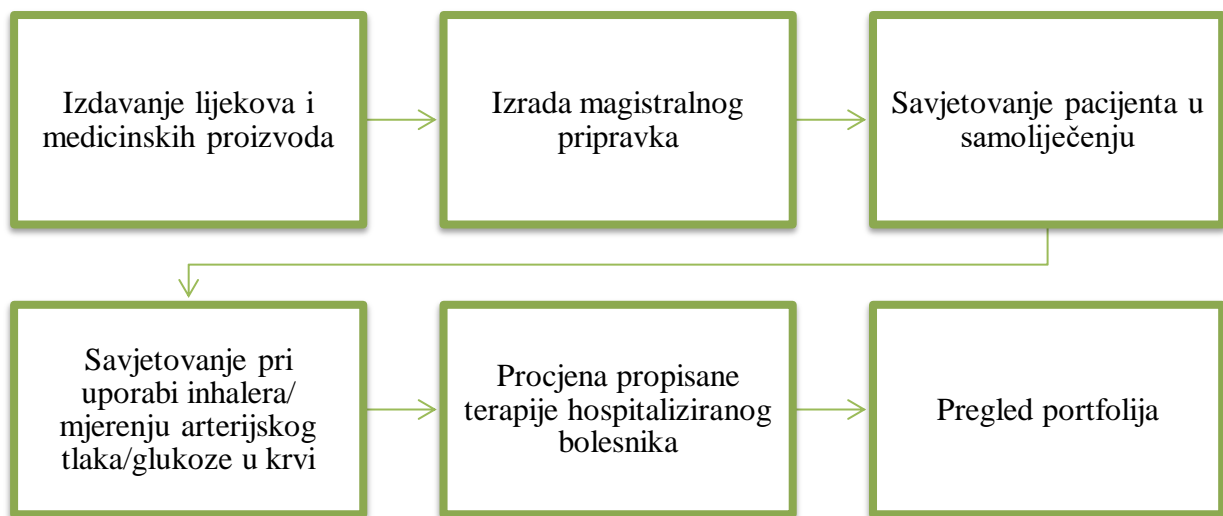 Izdavanje lijekova i
medicinskih proizvoda
Izrada magistralnog
pripravka
Savjetovanje pacijenta u
samoliječenju
Savjetovanje pri
uporabi inhalera/
mjerenju arterijskog
tlaka/glukoze u krvi
Procjena propisane
terapije hospitaliziranog
bolesnika
Pregled portfolija